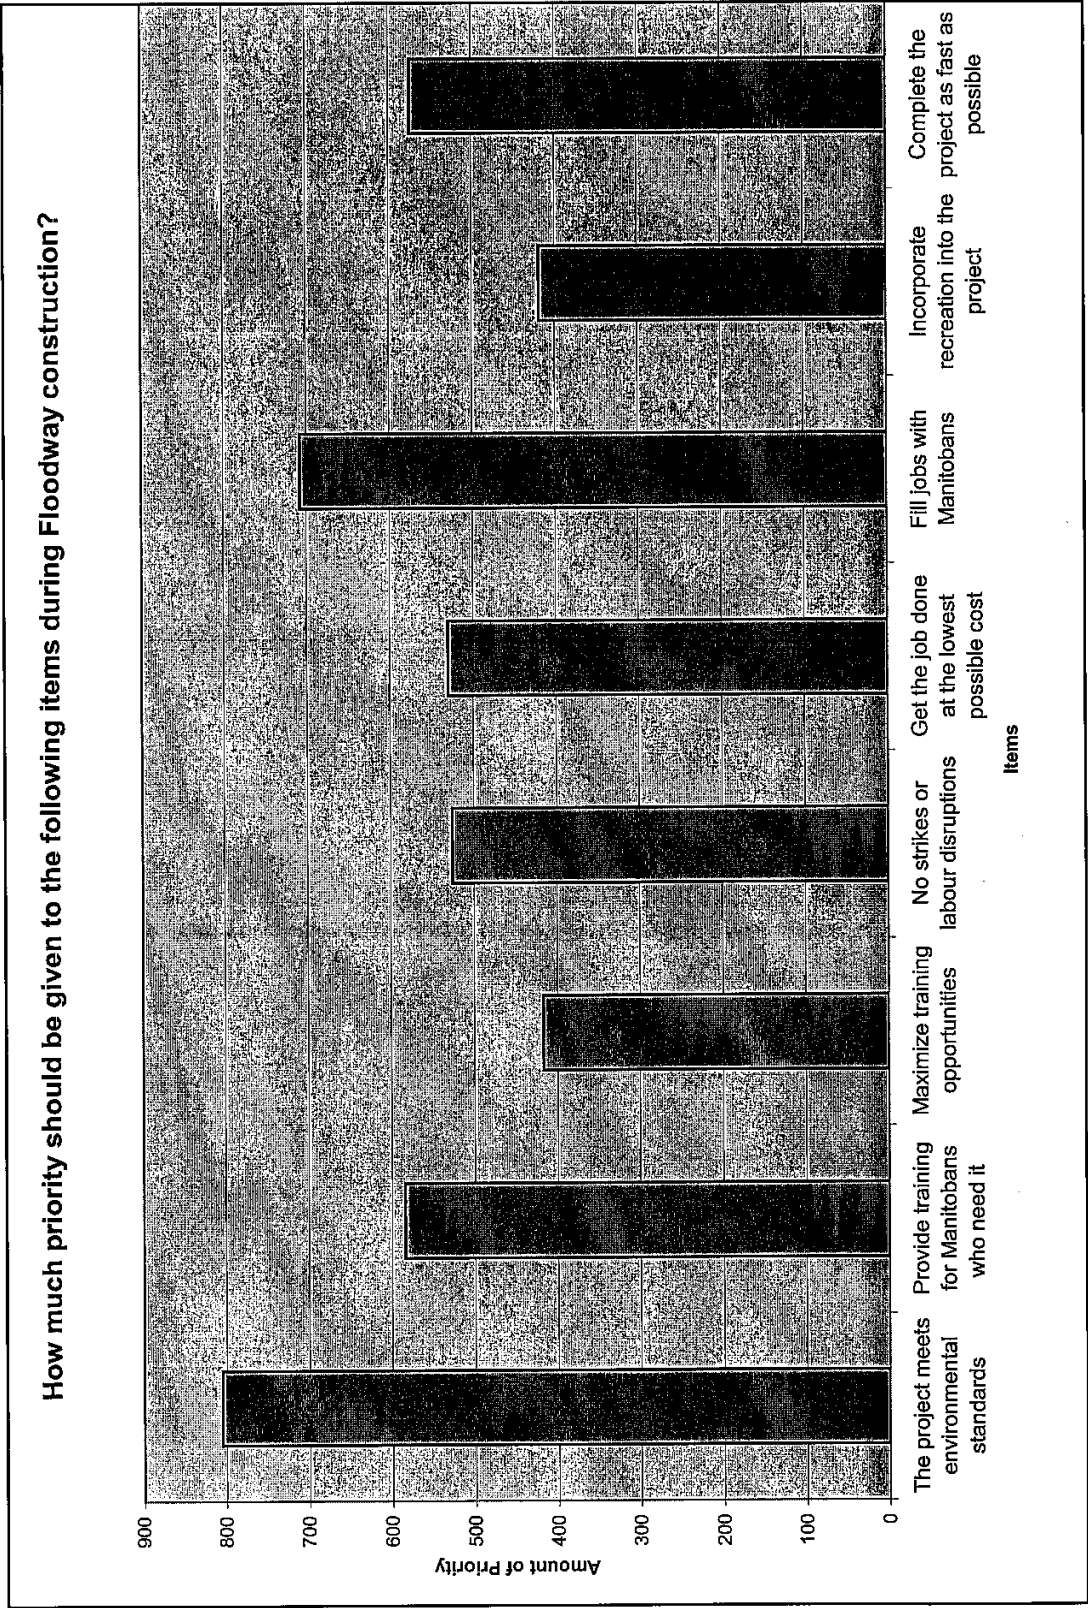 How much priority should be given to the following items during Floodway construction?
Amount of Priority
900
800
700
600
500
400
300
200
100
0
The project meets
environmental
standards
Provide training
for Manitobans
who need it
Maximize training
opportunities
No strikes or
labour disruptions
Get the job done
at the lowest
possible cost
Fill jobs with
Manitobans
Incorporate
recreation into the
project
Complete the
project as fast as
possible
Items